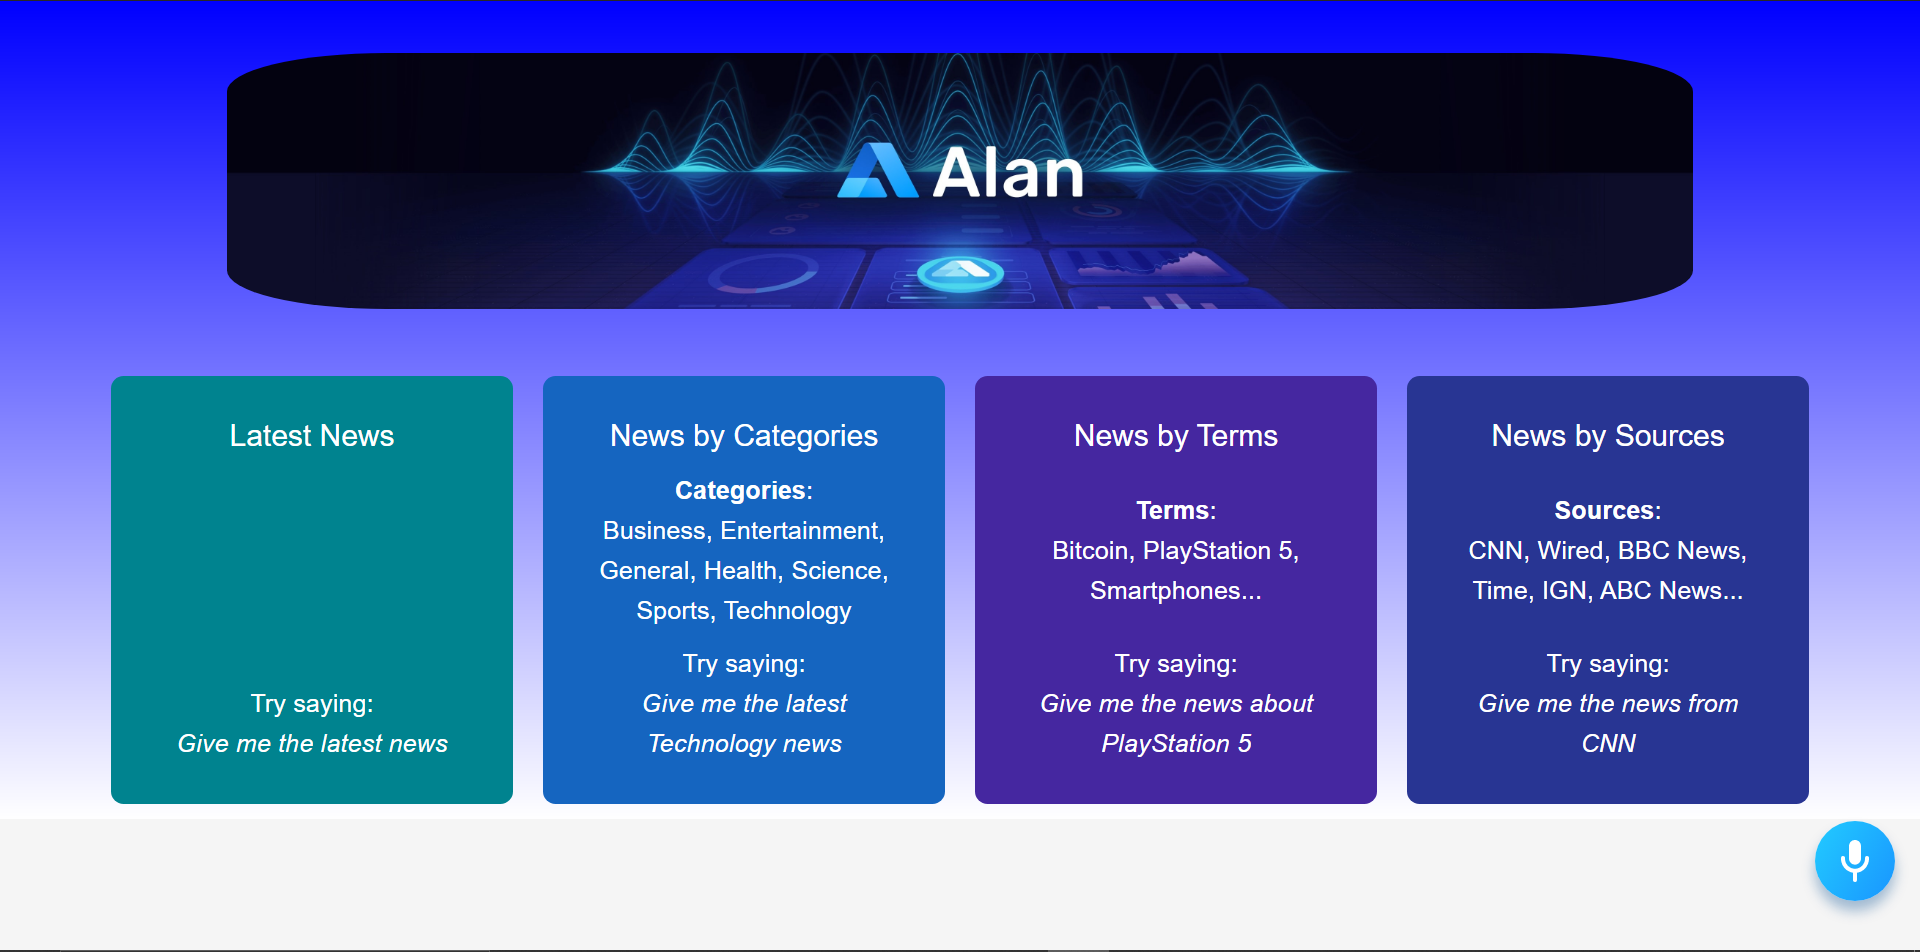 Alan
Latest News
Try saying:
Give me the latest news
News by Categories
Categories:
Business, Entertainment,
General, Health, Science,
Sports, Technology
Try saying:
Give me the latest
Technology news
News by Terms
Terms:
Bitcoin, PlayStation 5,
Smartphones...
Try saying:
Give me the news about
PlayStation 5
News by Sources
Sources:
CNN, Wired, BBC News,
Time, IGN, ABC News...
Try saying:
Give me the news from
CNN